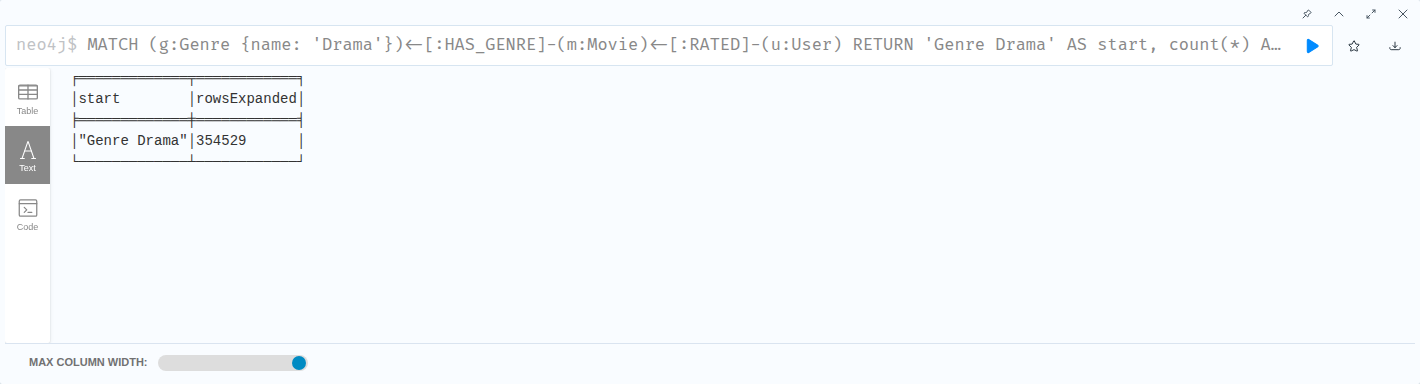 neo4j$ MATCH (g:Genre {name: 'Drama'})<-[:HAS_GENRE]-(m:Movie)<-[:RATED]-(u:User) RETURN 'Genre Drama' AS start, count(*) A…
Table
Text
Code
start rowsExpanded
"Genre Drama" 354529
MAX COLUMN WIDTH: